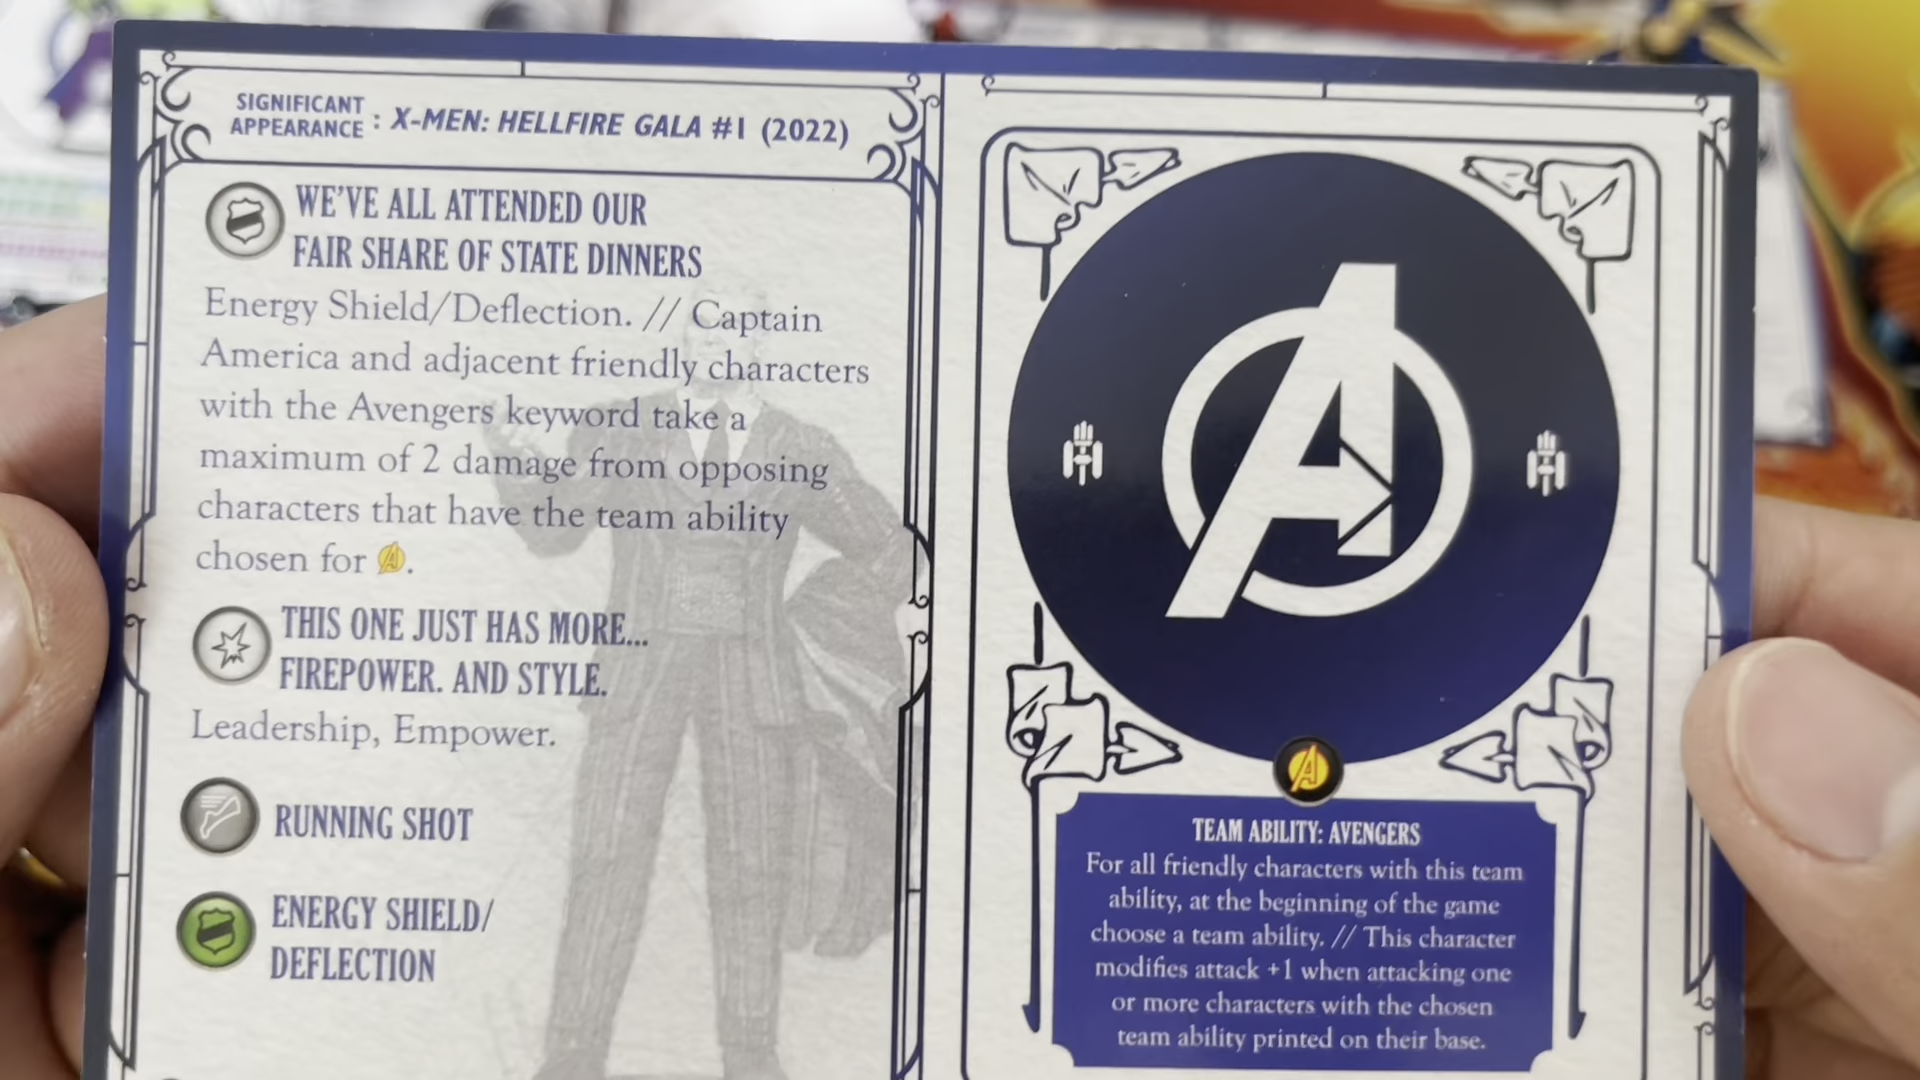 SIGNIFICANT
APPEARANCE : X-MEN: HELLFIRE GALA #1 (2022)
WE'VE ALL ATTENDED OUR
FAIR SHARE OF STATE DINNERS
Energy Shield/Deflection. // Captain
America and adjacent friendly characters
with the Avengers keyword take a
maximum of 2 damage from opposing
characters that have the team ability
chosen for A.
THIS ONE JUST HAS MORE...
FIREPOWER. AND STYLE.
Leadership, Empower.
RUNNING SHOT
ENERGY SHIELD/
DEFLECTION
A
A
TEAM ABILITY: AVENGERS
For all friendly characters with this team
ability, at the beginning of the game
choose a team ability. // This character
modifies attack +1 when attacking one
or more characters with the chosen
team ability printed on their base.